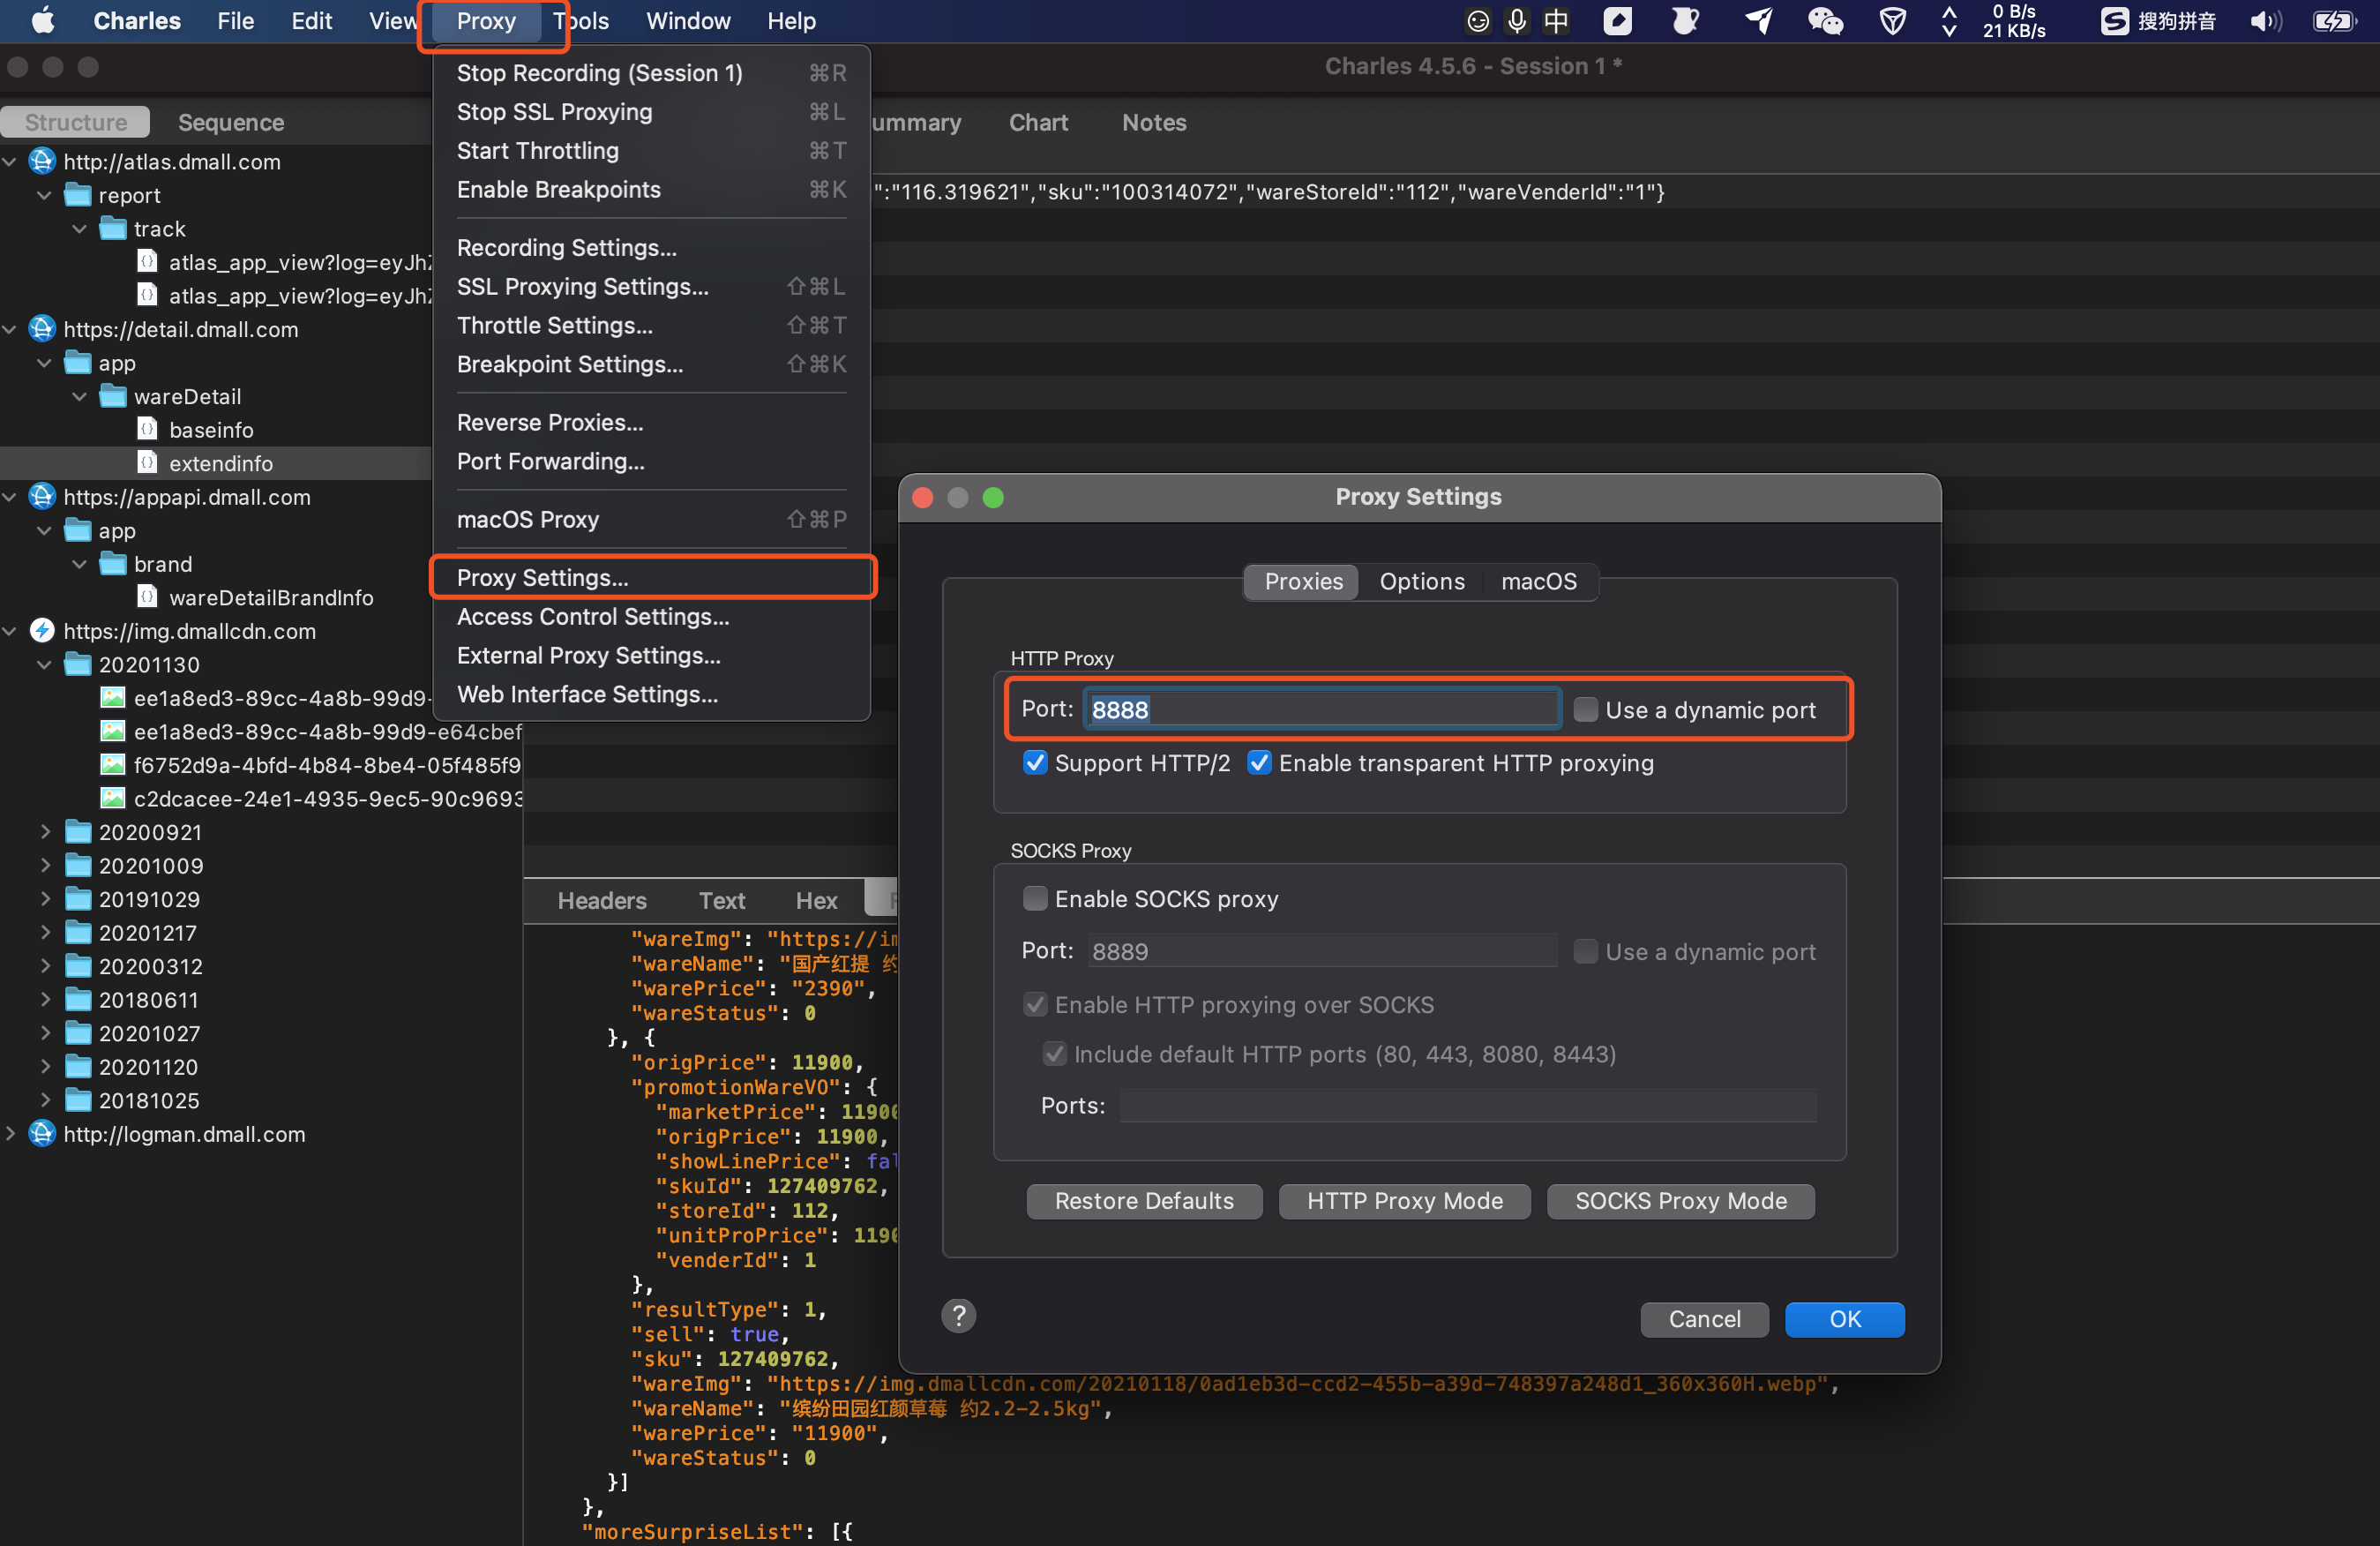 Charles File Edit View Proxy Tools Window Help
中
0 B/s
21 KB/s
搜狗拼音
Charles 4.5.6 - Session 1 *
Structure Sequence
http://atlas.dmall.com
report
track
atlas_app_view?log=eyJhZ
atlas_app_view?log=eyJhZ
https://detail.dmall.com
app
wareDetail
baseinfo
extendinfo
https://appapi.dmall.com
app
brand
wareDetailBrandInfo
https://img.dmallcdn.com
20201130
ee1a8ed3-89cc-4a8b-99d9-
ee1a8ed3-89cc-4a8b-99d9-e64cbef
f6752d9a-4bfd-4b84-8be4-05f485f9
c2dcacee-24e1-4935-9ec5-90c9693
20200921
20201009
20191029
20201217
20200312
20180611
20201027
20201120
20181025
http://logman.dmall.com
Stop Recording (Session 1) ⌘R
Stop SSL Proxying ⌘L
Start Throttling ⌘T
Enable Breakpoints ⌘K
Recording Settings...
SSL Proxying Settings... ⇧⌘L
Throttle Settings... ⇧⌘T
Breakpoint Settings... ⇧⌘K
Reverse Proxies...
Port Forwarding...
macOS Proxy ⇧⌘P
Proxy Settings...
Access Control Settings...
External Proxy Settings...
Web Interface Settings...
ummary Chart Notes
":"116.319621","sku":"100314072","wareStoreId":"112","wareVenderId":"1"}
Proxy Settings
Proxies Options macOS
HTTP Proxy
Port: 8888 Use a dynamic port
Support HTTP/2 Enable transparent HTTP proxying
SOCKS Proxy
Enable SOCKS proxy
Port: 8889 Use a dynamic port
Enable HTTP proxying over SOCKS
Include default HTTP ports (80, 443, 8080, 8443)
Ports:
Restore Defaults HTTP Proxy Mode SOCKS Proxy Mode
? Cancel OK
Headers Text Hex
"wareImg": "https://im
"wareName": "国产红提 约
"warePrice": "2390",
"wareStatus": 0
}, {
"origPrice": 11900,
"promotionWareVO": {
"marketPrice": 11900
"origPrice": 11900,
"showLinePrice": fal
"skuId": 127409762,
"storeId": 112,
"unitProPrice": 1190
"venderId": 1
},
"resultType": 1,
"sell": true,
"sku": 127409762,
"wareImg": "https://img.dmallcdn.com/20210118/0ad1eb3d-ccd2-455b-a39d-748397a248d1_360x360H.webp",
"wareName": "缤纷田园红颜草莓 约2.2-2.5kg",
"warePrice": "11900",
"wareStatus": 0
}]
},
"moreSurpriseList": [{